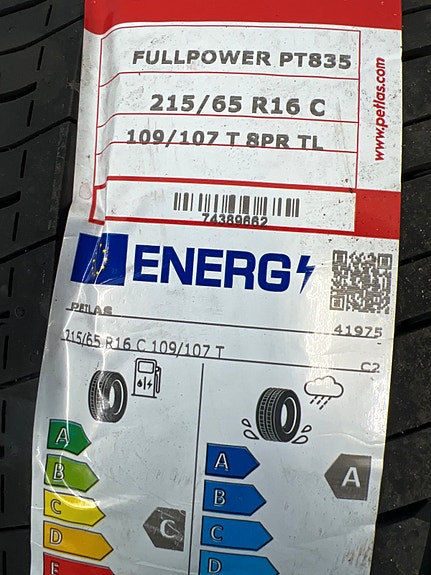 FULLPOWER PT835
215/65 R16 C
109/107 T 8PR TL
www.petlas.com
74389662
ENERG
PETLAS
41975
215/65 R16 C 109/107 T
C2
A
B
C
D
E
C
A
B
C
D
A